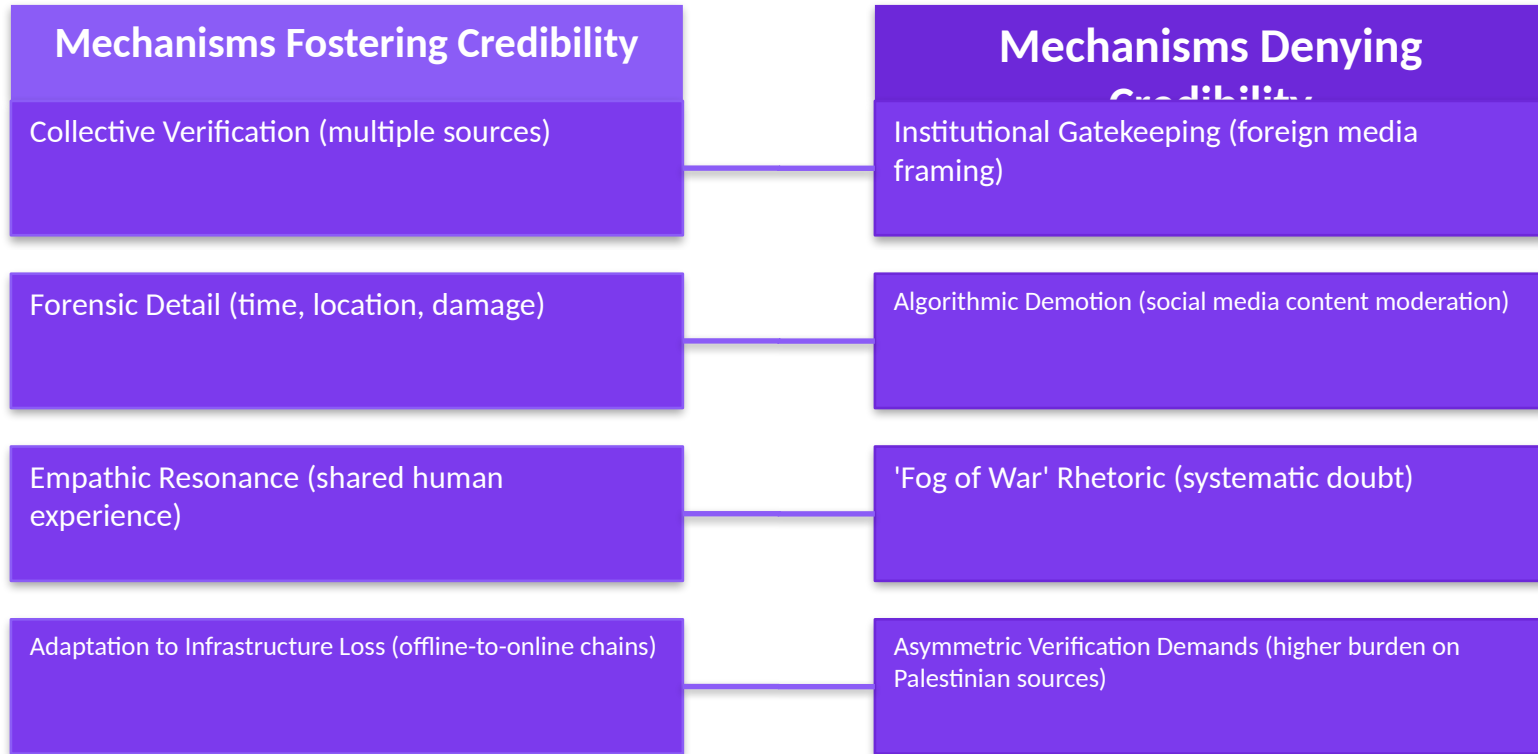 Mechanisms Fostering Credibility
Collective Verification (multiple sources)
Forensic Detail (time, location, damage)
Empathic Resonance (shared human
experience)
Adaptation to Infrastructure Loss (offline-to-online chains)
Mechanisms Denying
Credibility
Institutional Gatekeeping (foreign media
framing)
Algorithmic Demotion (social media content moderation)
'Fog of War' Rhetoric (systematic doubt)
Asymmetric Verification Demands (higher burden on
Palestinian sources)